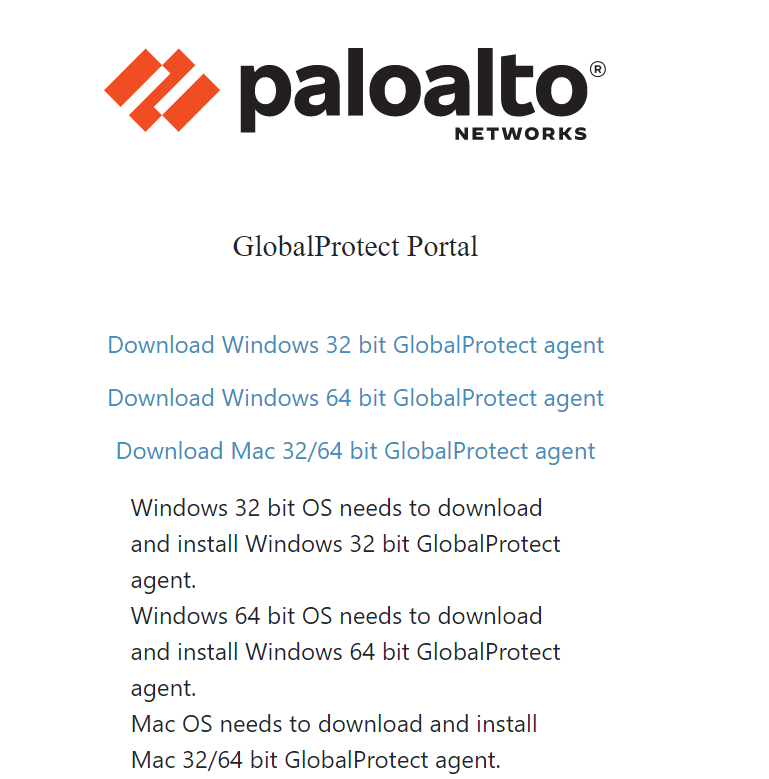 paloalto®
NETWORKS
GlobalProtect Portal
Download Windows 32 bit GlobalProtect agent
Download Windows 64 bit GlobalProtect agent
Download Mac 32/64 bit GlobalProtect agent
Windows 32 bit OS needs to download
and install Windows 32 bit GlobalProtect
agent.
Windows 64 bit OS needs to download
and install Windows 64 bit GlobalProtect
agent.
Mac OS needs to download and install
Mac 32/64 bit GlobalProtect agent.